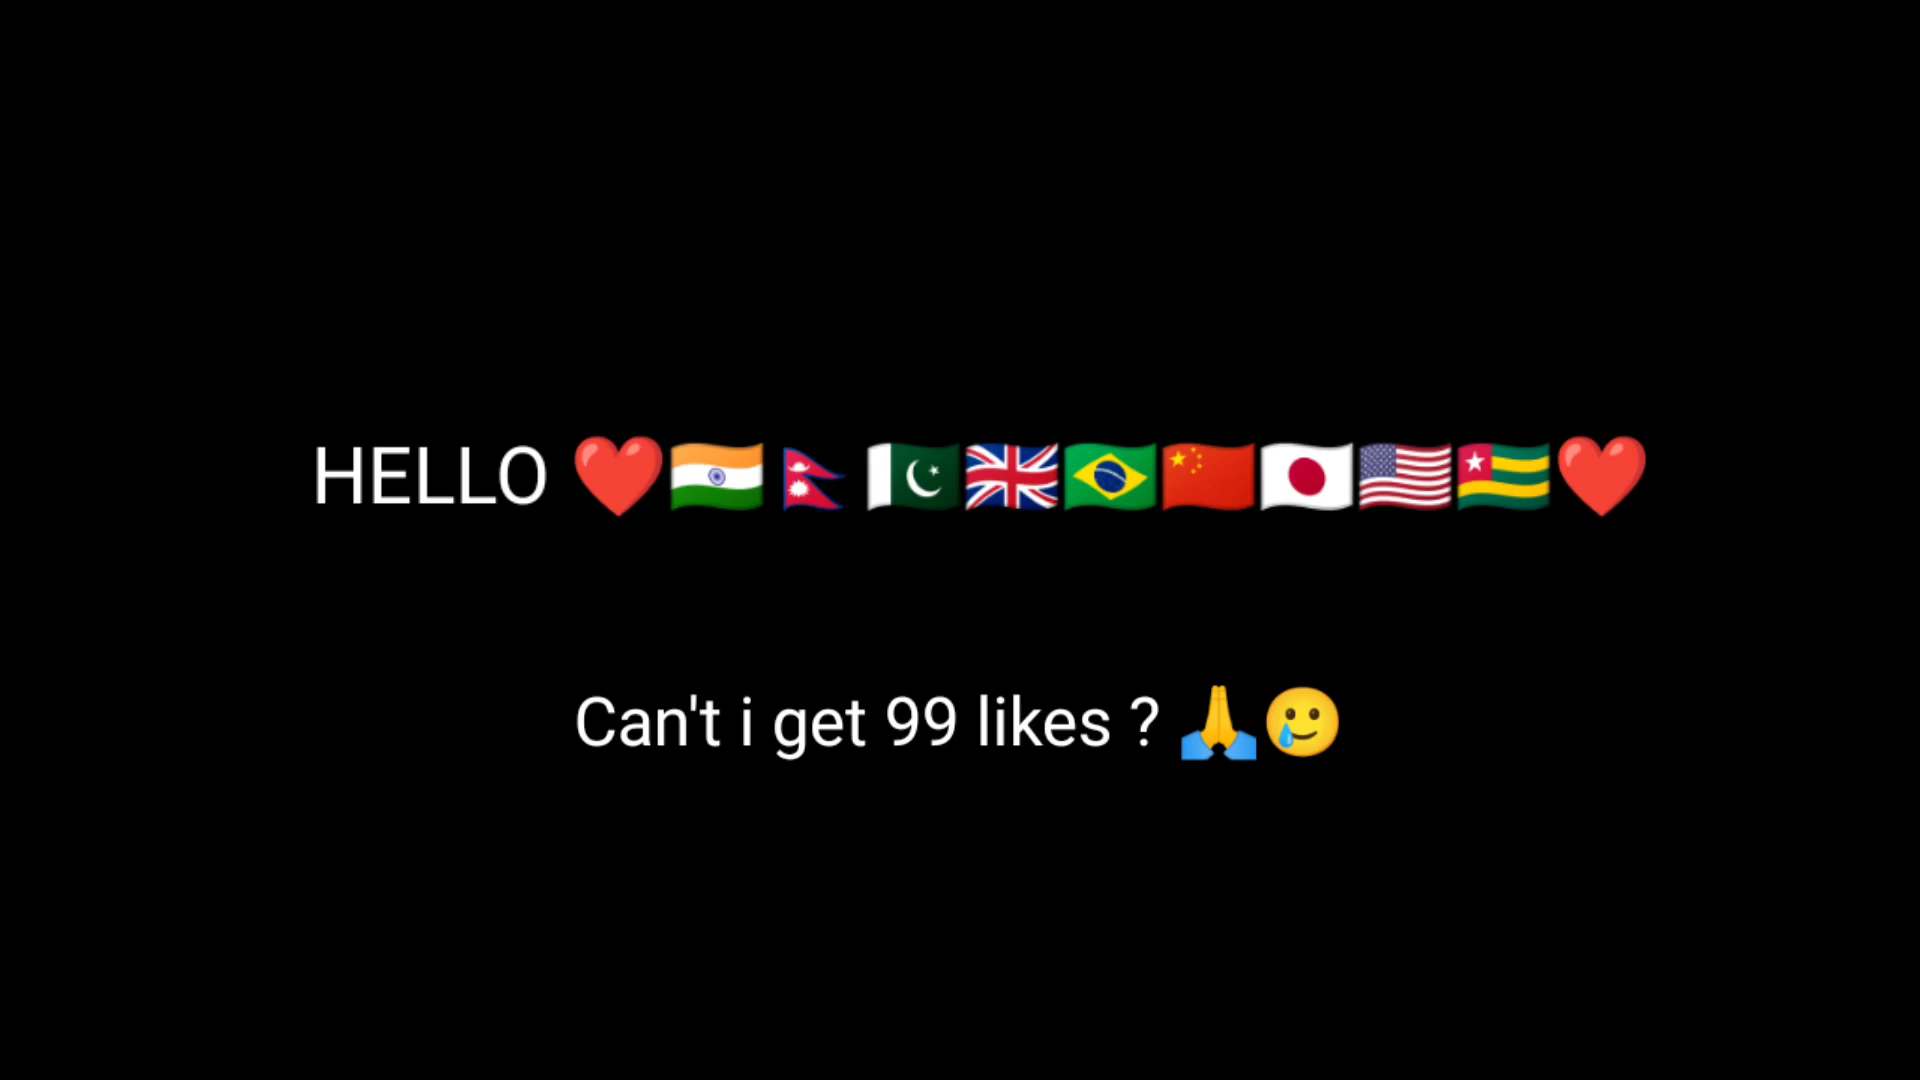 HELLO ❤️🇮🇳🇳🇵🇵🇰🇬🇧🇧🇷🇨🇳🇯🇵🇺🇸🇹🇬❤️
Can't i get 99 likes ? 🙏🥲